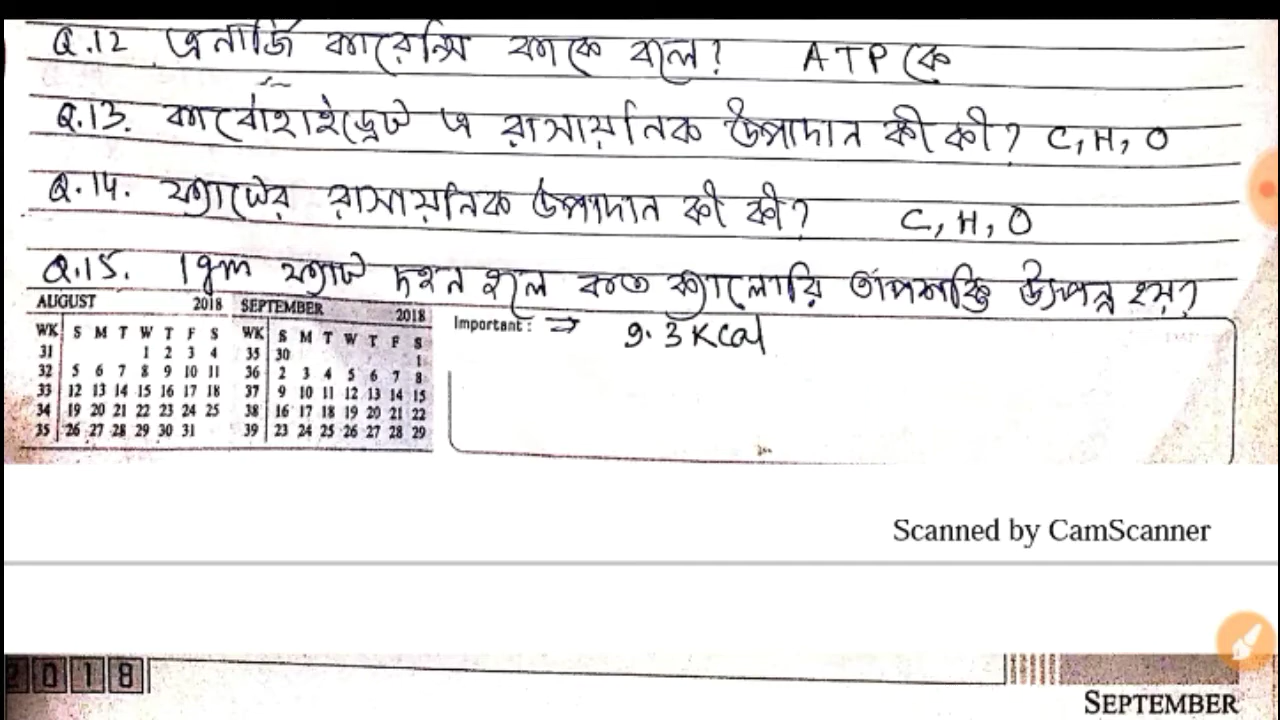 Q.12 এনার্জি কারেন্সি কাকে বলে? ATP কে
Q.13. কার্বোহাইড্রেট এ রাসায়নিক উপাদান কী কী? C, H, O
Q.14. ফ্যাটের রাসায়নিক উপাদান কী কী? C, H, O
Q.15. 1gm ফ্যাট দহন হলে কত ক্যালোরি তাপশক্তি উৎপন্ন হয়?
AUGUST 2018 SEPTEMBER 2018
WK S M T W T F S WK S M T W T F S
31 1 2 3 4 35 30 1
32 5 6 7 8 9 10 11 36 2 3 4 5 6 7 8
33 12 13 14 15 16 17 18 37 9 10 11 12 13 14 15
34 19 20 21 22 23 24 25 38 16 17 18 19 20 21 22
35 26 27 28 29 30 31 39 23 24 25 26 27 28 29
Important: → 9.3 Kcal
Scanned by CamScanner
2018
SEPTEMBER